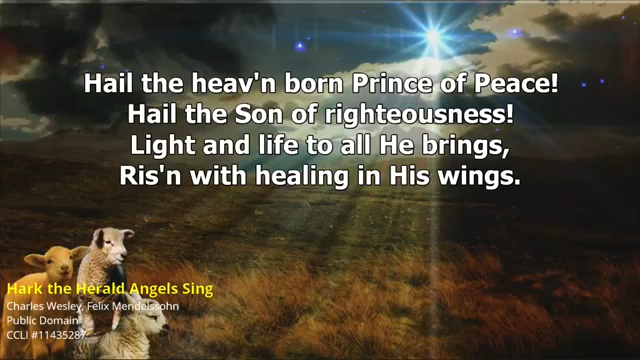 Hail the heav'n born Prince of Peace!
Hail the Son of righteousness!
Light and life to all He brings,
Ris'n with healing in His wings.
Hark the Herald Angels Sing
Charles Wesley, Felix Mendelssohn
Public Domain
CCLI #11435287